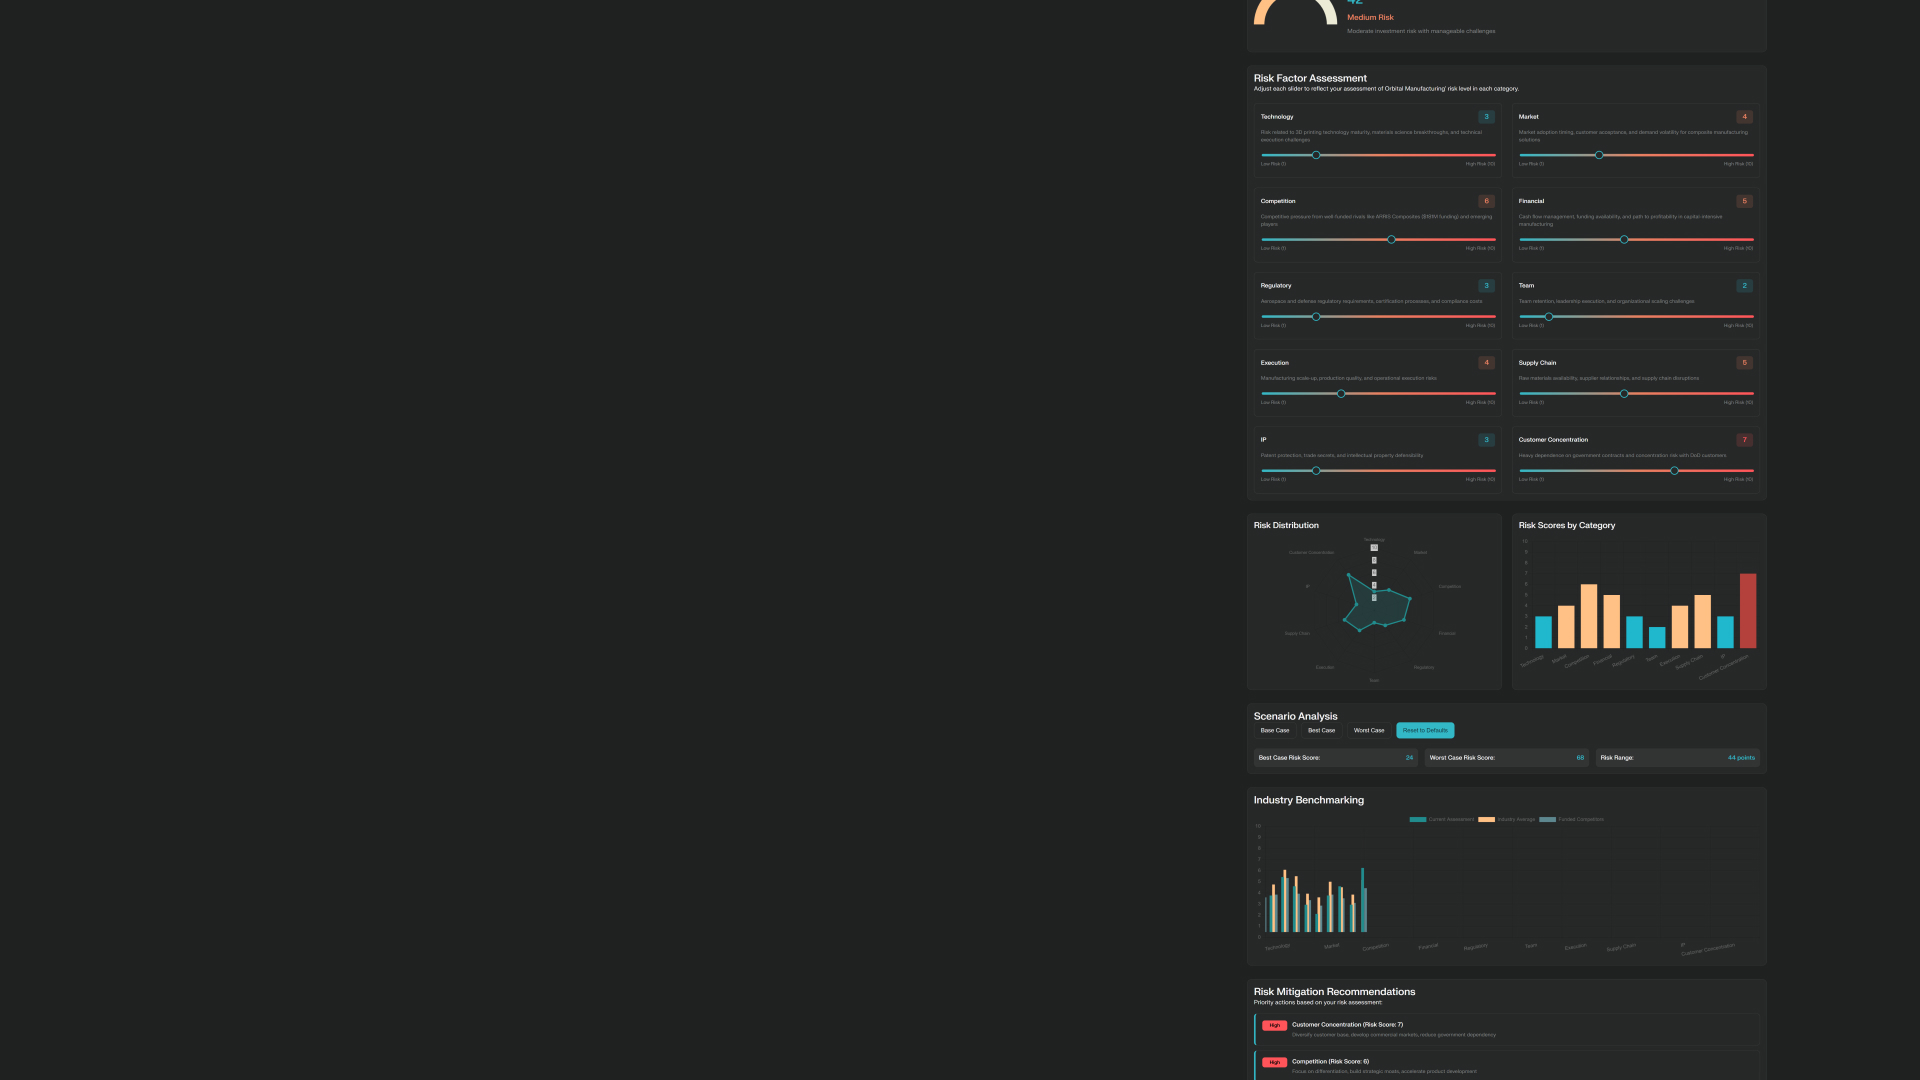 42
Medium Risk
Moderate investment risk with manageable challenges
Risk Factor Assessment
Adjust each slider to reflect your assessment of Orbital Manufacturing' risk level in each category.
Technology
3
Risk related to 3D printing technology maturity, materials science breakthroughs, and technical
execution challenges
Low Risk (1)
High Risk (10)
Market
4
Market adoption timing, customer acceptance, and demand volatility for composite manufacturing
solutions
Low Risk (1)
High Risk (10)
Competition
6
Competitive pressure from well-funded rivals like ARRIS Composites ($161M funding) and emerging
players
Low Risk (1)
High Risk (10)
Financial
5
Cash flow management, funding availability, and path to profitability in capital-intensive
manufacturing
Low Risk (1)
High Risk (10)
Regulatory
3
Aerospace and defense regulatory requirements, certification processes, and compliance costs
Low Risk (1)
High Risk (10)
Team
2
Team retention, leadership execution, and organizational scaling challenges
Low Risk (1)
High Risk (10)
Execution
4
Manufacturing scale-up, production quality, and operational execution risks
Low Risk (1)
High Risk (10)
Supply Chain
5
Raw materials availability, supplier relationships, and supply chain disruptions
Low Risk (1)
High Risk (10)
IP
3
Patent protection, trade secrets, and intellectual property defensibility
Low Risk (1)
High Risk (10)
Customer Concentration
7
Heavy dependence on government contracts and concentration risk with DoD customers
Low Risk (1)
High Risk (10)
Risk Distribution
Technology
Market
Competition
Financial
Regulatory
Team
Execution
Supply Chain
IP
Customer Concentration
Risk Scores by Category
10
9
8
7
6
5
4
3
2
1
0
Technology
Market
Competition
Financial
Regulatory
Team
Execution
Supply Chain
IP
Customer Concentration
Scenario Analysis
Base Case
Best Case
Worst Case
Reset to Defaults
Best Case Risk Score:
24
Worst Case Risk Score:
68
Risk Range:
44 points
Industry Benchmarking
Current Assessment
Industry Average
Funded Competitors
10
9
8
7
6
5
4
3
2
1
0
Technology
Market
Competition
Financial
Regulatory
Team
Execution
Supply Chain
IP
Customer Concentration
Risk Mitigation Recommendations
Priority actions based on your risk assessment:
High
Customer Concentration (Risk Score: 7)
Diversify customer base, develop commercial markets, reduce government dependency
High
Competition (Risk Score: 6)
Focus on differentiation, build strategic moats, accelerate product development